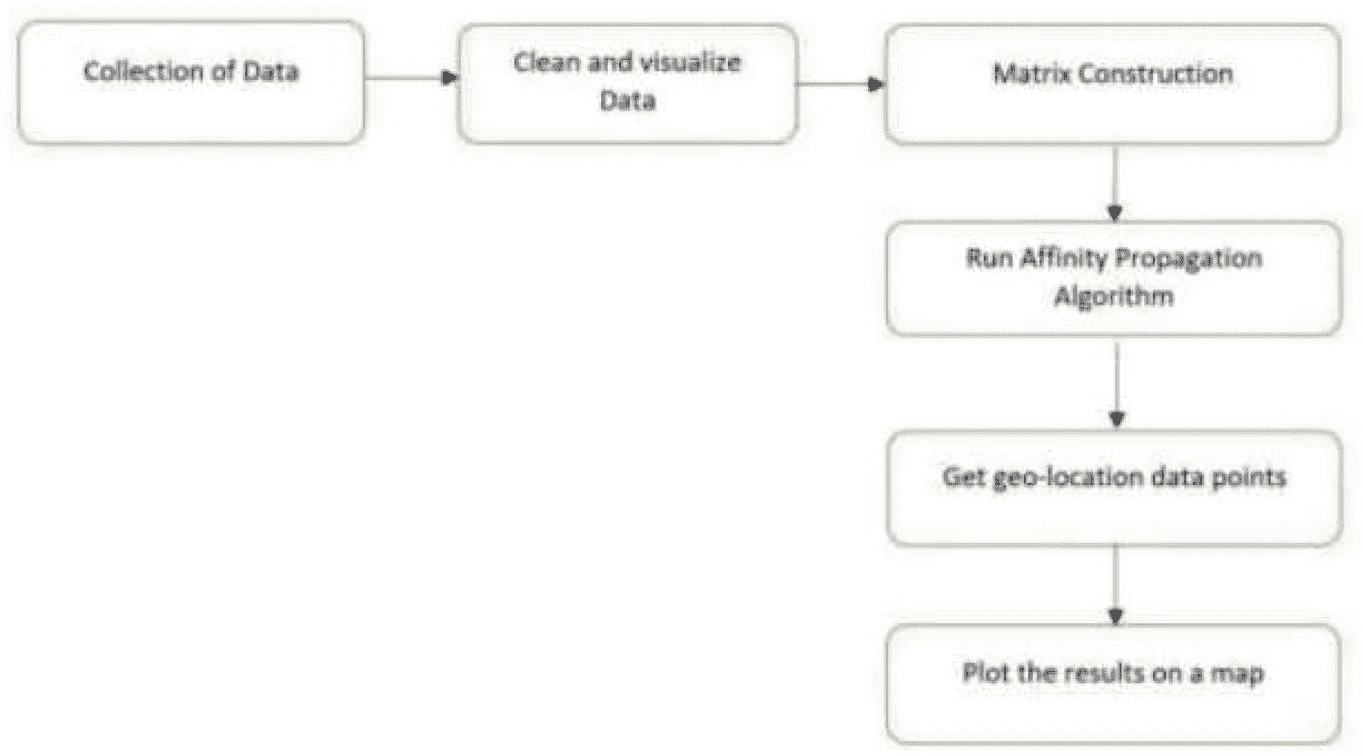 Collection of Data
Clean and visualize
Data
Matrix Construction
Run Affinity Propagation
Algorithm
Get geo-location data points
Plot the results on a map